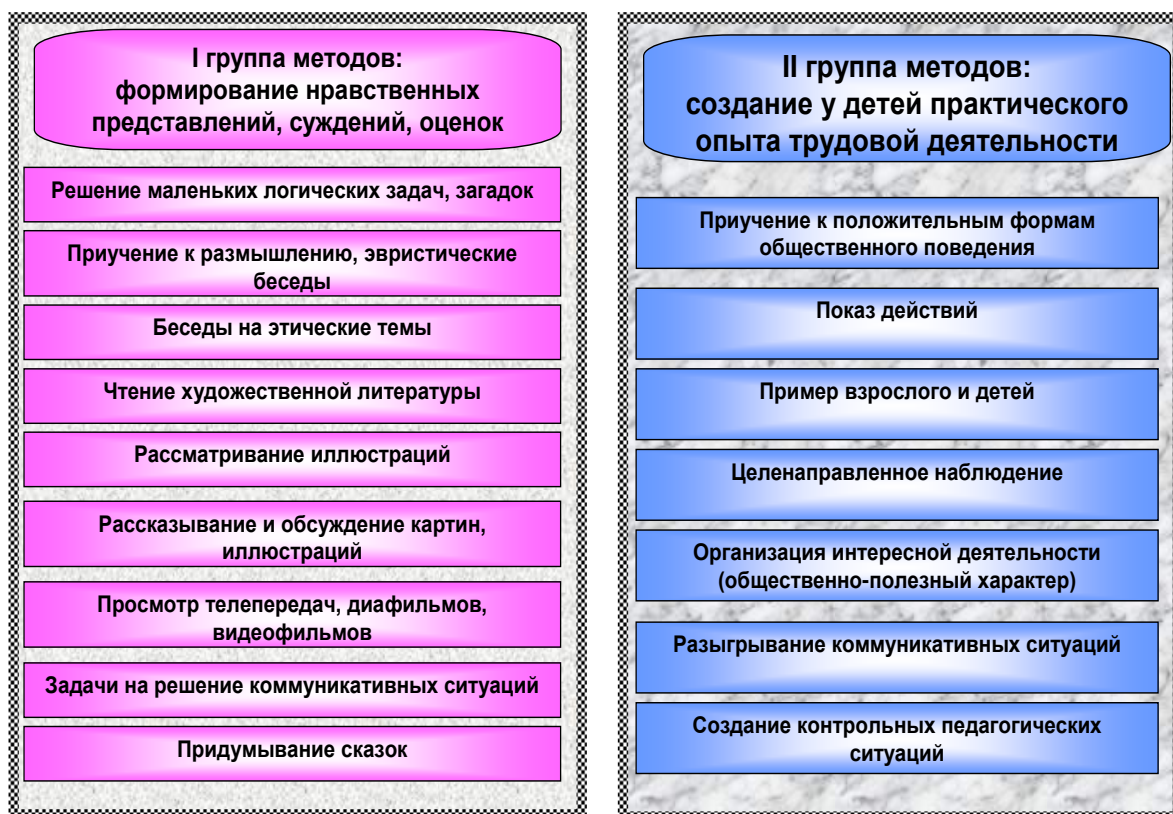 I группа методов:
формирование нравственных
представлений, суждений, оценок
Решение маленьких логических задач, загадок
Приучение к размышлению, эвристические
беседы
Беседы на этические темы
Чтение художественной литературы
Рассматривание иллюстраций
Рассказывание и обсуждение картин,
иллюстраций
Просмотр телепередач, диафильмов,
видеофильмов
Задачи на решение коммуникативных ситуаций
Придумывание сказок
II группа методов:
создание у детей практического
опыта трудовой деятельности
Приучение к положительным формам
общественного поведения
Показ действий
Пример взрослого и детей
Целенаправленное наблюдение
Организация интересной деятельности
(общественно-полезный характер)
Разыгрывание коммуникативных ситуаций
Создание контрольных педагогических
ситуаций